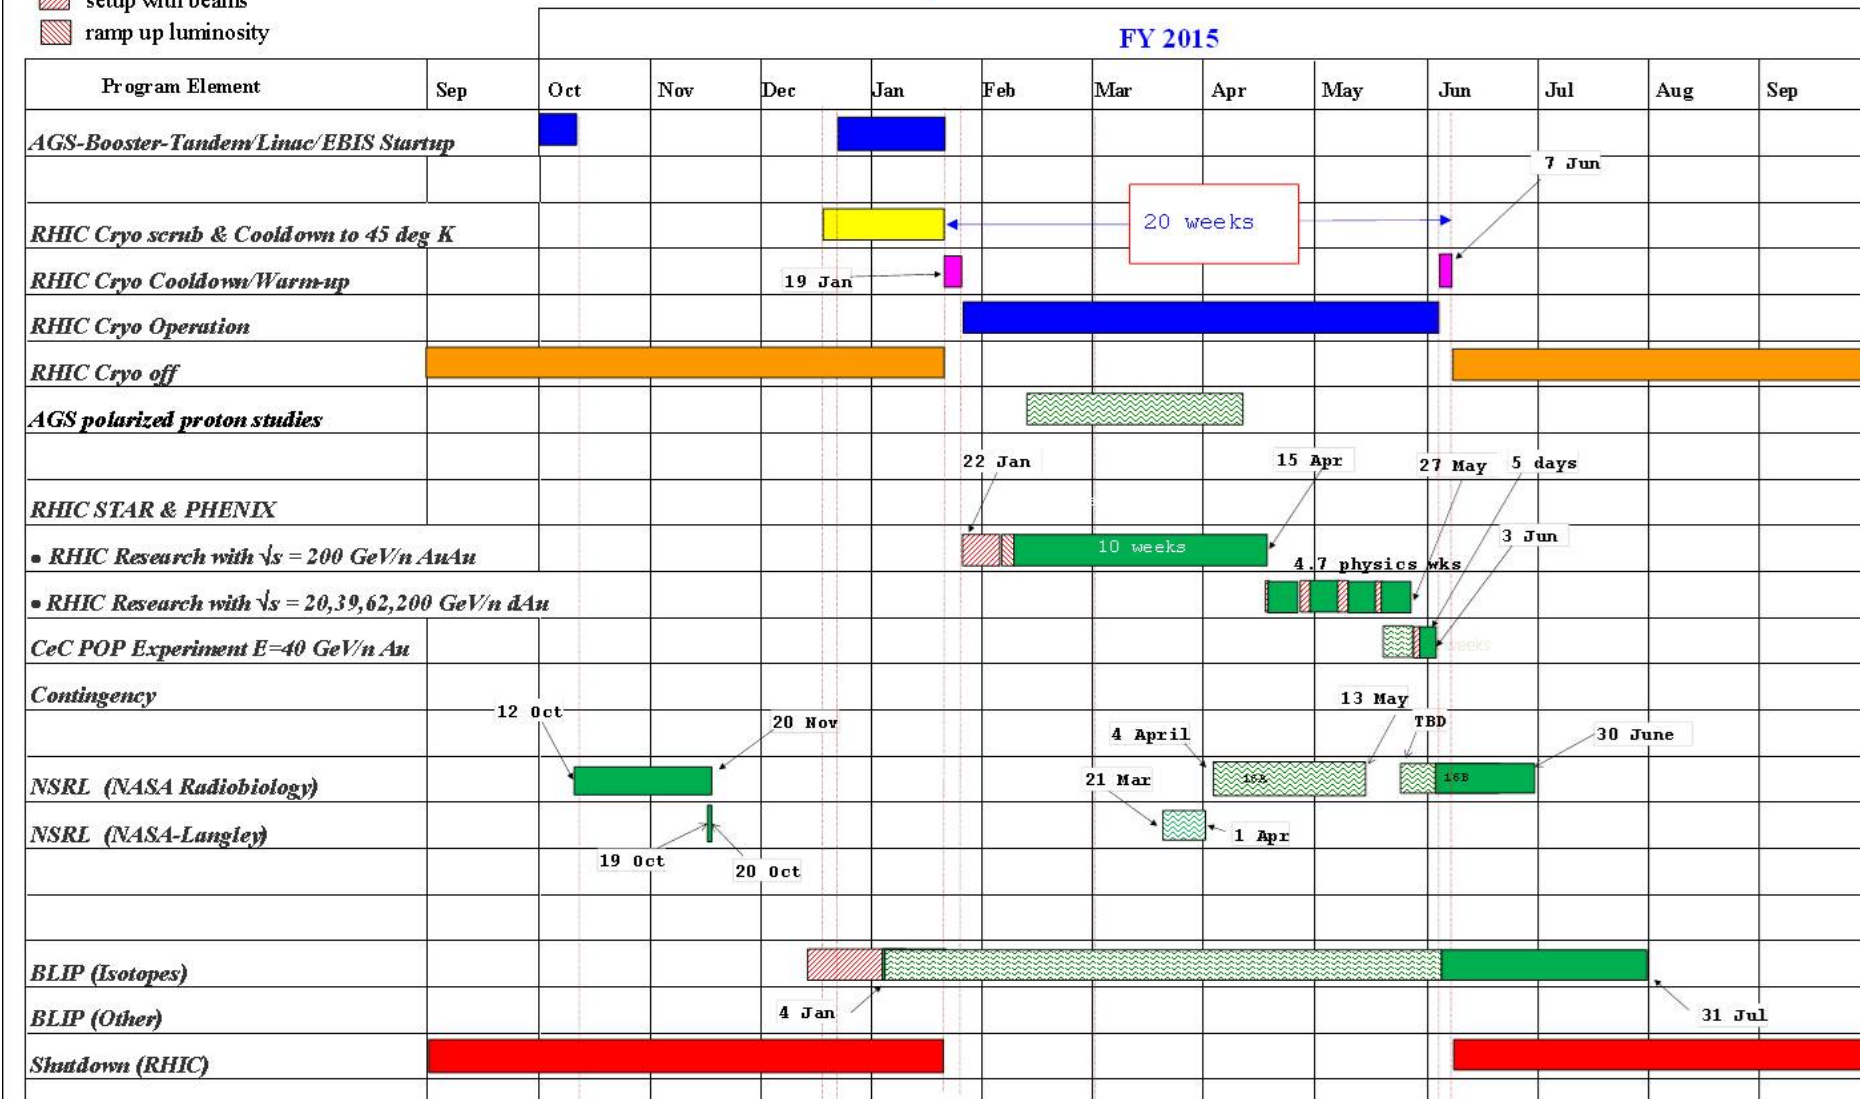 setup with beams
ramp up luminosity
FY 2015
Program Element Sep Oct Nov Dec Jan Feb Mar Apr May Jun Jul Aug Sep
AGS-Booster-Tandem/Linac/EBIS Startup
7 Jun
20 weeks
RHIC Cryo scrub & Cooldown to 45 deg K
19 Jan
RHIC Cryo Cooldown/Warm-up
RHIC Cryo Operation
RHIC Cryo off
AGS polarized proton studies
22 Jan 15 Apr 27 May 5 days
RHIC STAR & PHENIX
3 Jun
• RHIC Research with √s = 200 GeV/n AuAu 10 weeks
4.7 physics wks
• RHIC Research with √s = 20,39,62,200 GeV/n dAu
CeC POP Experiment E=40 GeV/n Au weeks
Contingency 13 May
12 Oct 20 Nov 4 April TBD 30 June
NSRL (NASA Radiobiology) 21 Mar 16A 16B
NSRL (NASA-Langley) 1 Apr
19 Oct 20 Oct
BLIP (Isotopes)
4 Jan 31 Jul
BLIP (Other)
Shutdown (RHIC)